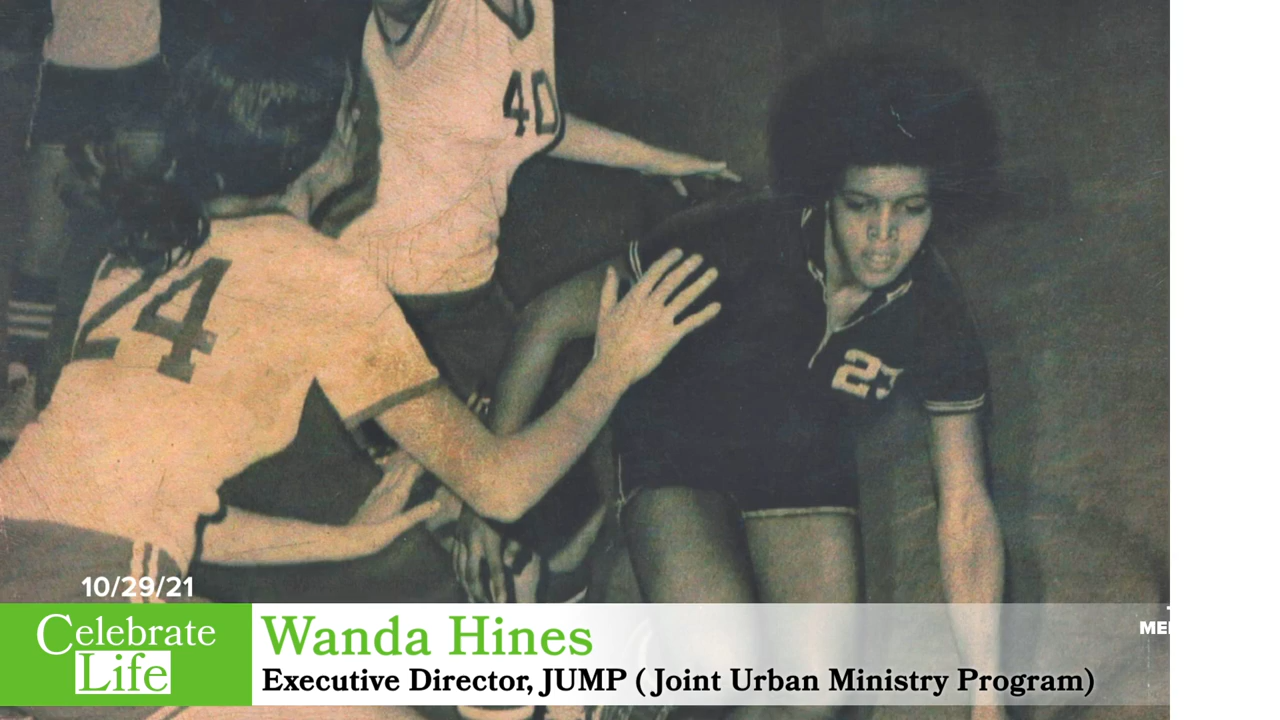 40
24
23
10/29/21
Celebrate
Life
Wanda Hines
Executive Director, JUMP (Joint Urban Ministry Program)